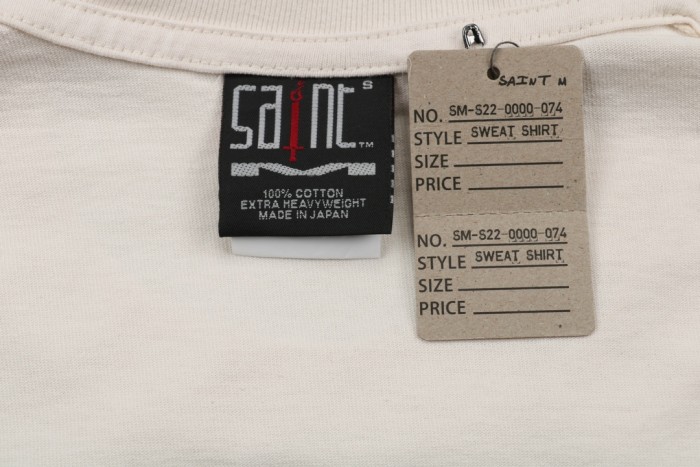 saint s
TM
100% COTTON
EXTRA HEAVYWEIGHT
MADE IN JAPAN
SAINT M
NO. SM-S22-0000-074
STYLE SWEAT SHIRT
SIZE
PRICE
NO. SM-S22-0000-074
STYLE SWEAT SHIRT
SIZE
PRICE